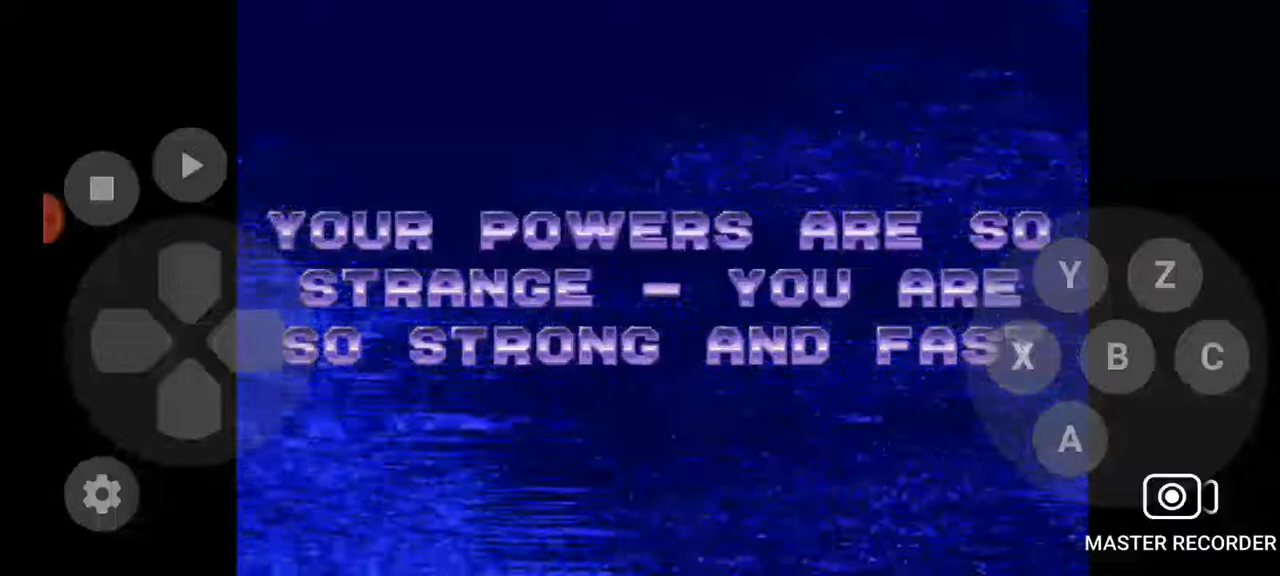 YOUR POWERS ARE SO
STRANGE - YOU ARE
SO STRONG AND FAST
Y
Z
X
B
C
A
MASTER RECORDER